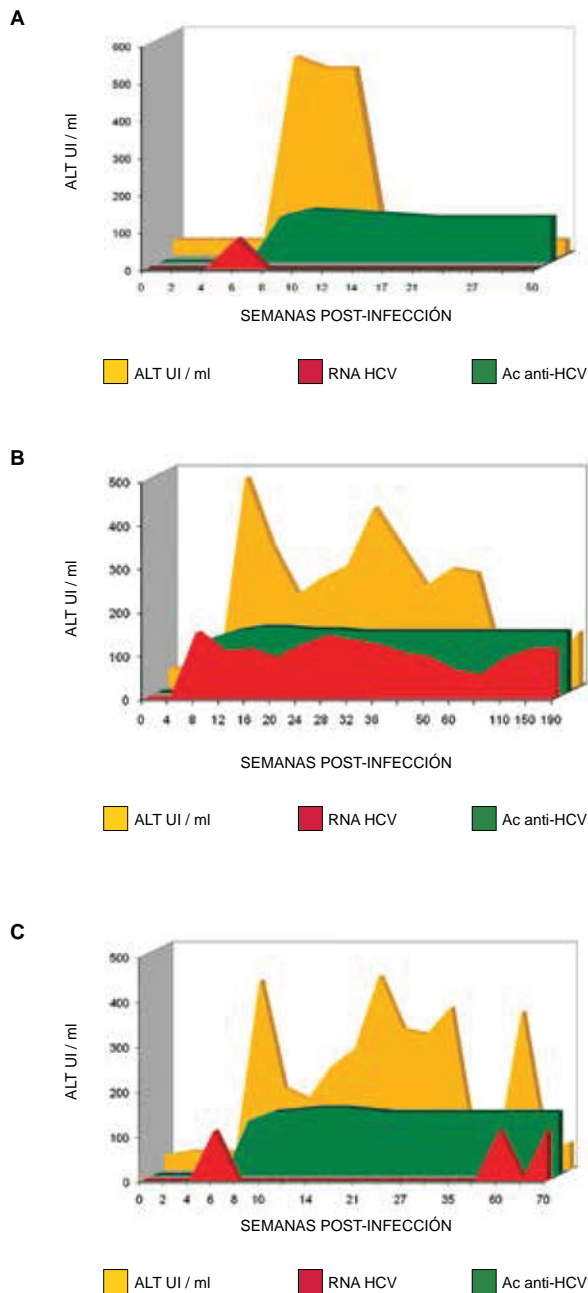 A
600
500
400
300
200
100
0
ALT UI / ml
0 2 4 6 8 10 12 14 17 21 27 50
SEMANAS POST-INFECCIÓN
ALT UI / ml RNA HCV Ac anti-HCV
B
500
400
300
200
100
0
ALT UI / ml
0 4 8 12 16 20 24 28 32 36 50 60 110 150 190
SEMANAS POST-INFECCIÓN
ALT UI / ml RNA HCV Ac anti-HCV
C
500
400
300
200
100
0
ALT UI / ml
0 2 4 6 8 10 14 21 27 35 60 70
SEMANAS POST-INFECCIÓN
ALT UI / ml RNA HCV Ac anti-HCV